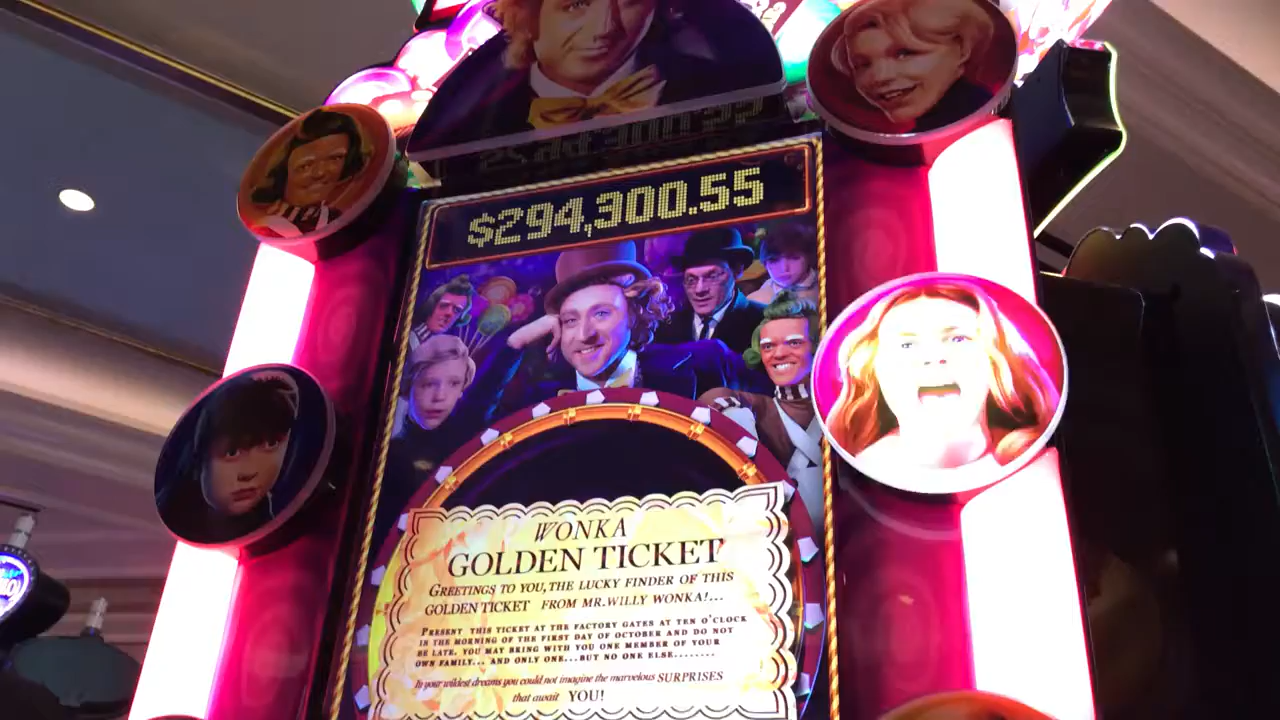 $294,300.55
WONKA
GOLDEN TICKET
GREETINGS TO YOU, THE LUCKY FINDER OF THIS
GOLDEN TICKET FROM MR. WILLY WONKA!...
PRESENT THIS TICKET AT THE FACTORY GATES AT TEN O'CLOCK
IN THE MORNING OF THE FIRST DAY OF OCTOBER AND DO NOT
BE LATE. YOU MAY BRING WITH YOU ONE MEMBER OF YOUR
OWN FAMILY... AND ONLY ONE...BUT NO ONE ELSE........
In your wildest dreams you could not imagine the marvelous SURPRISES
that await YOU!